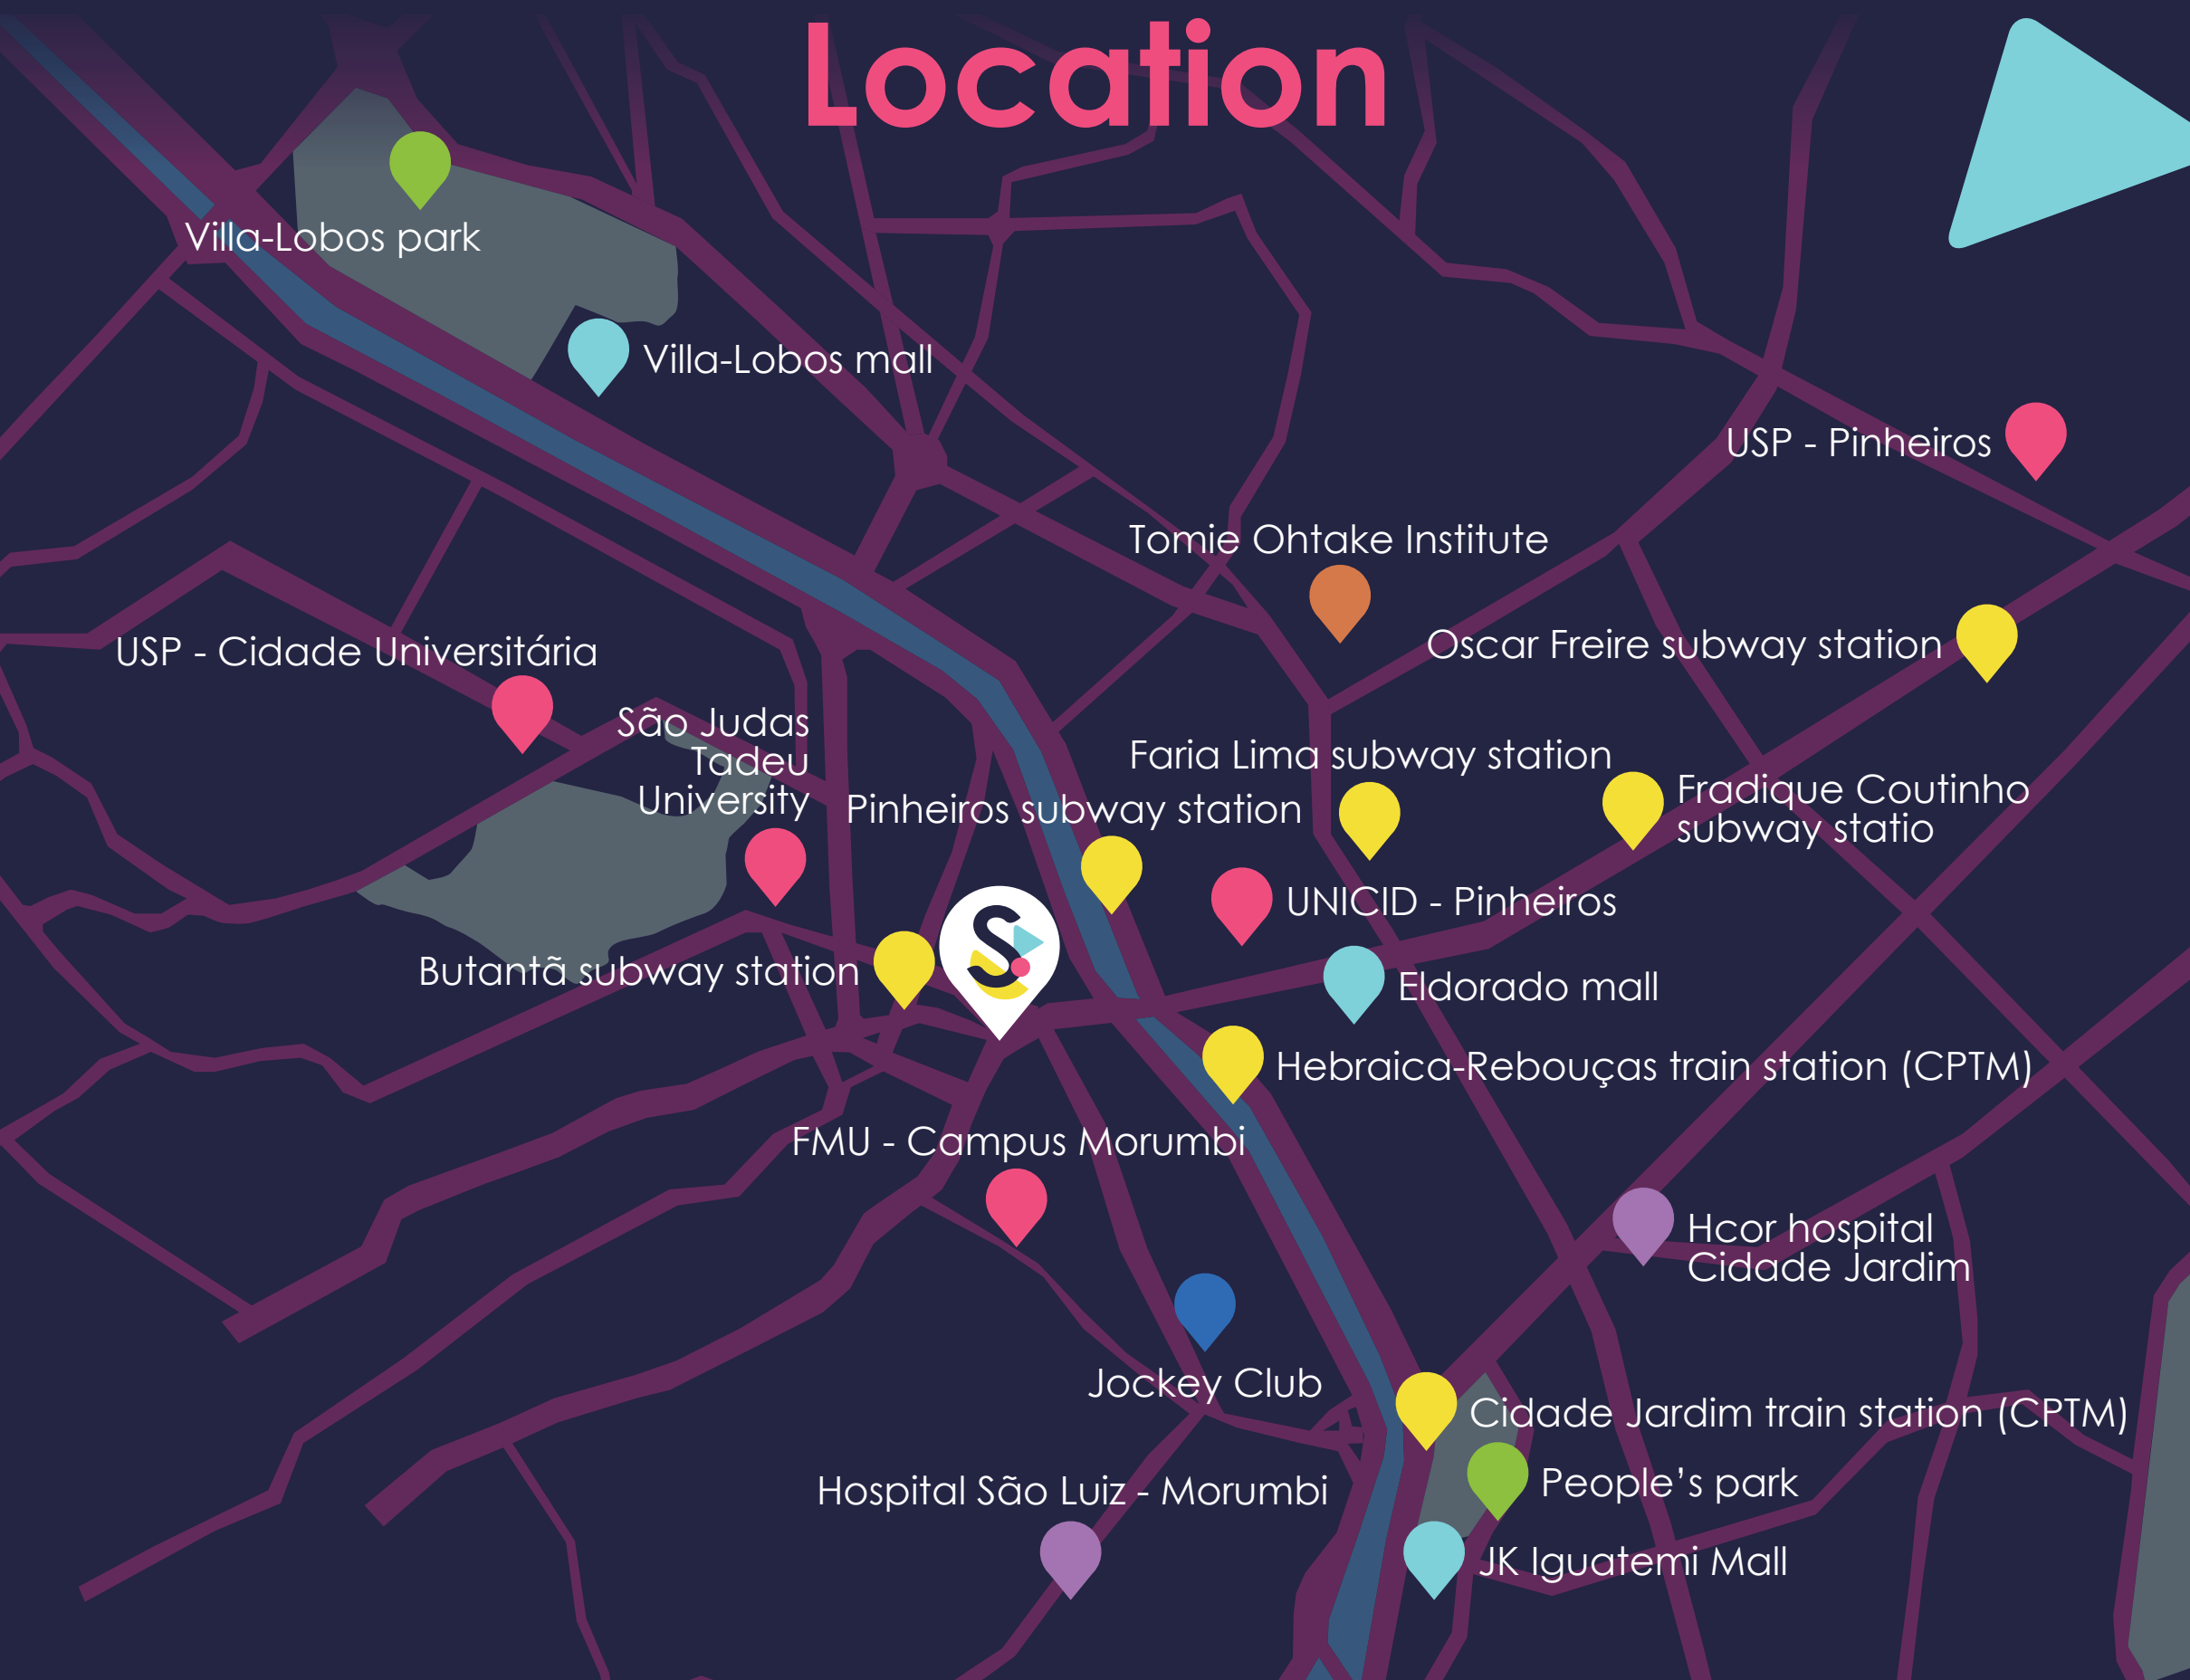 Location
Villa-Lobos park
Villa-Lobos mall
USP - Pinheiros
Tomie Ohtake Institute
Oscar Freire subway station
USP - Cidade Universitária
São Judas
Tadeu
University
Faria Lima subway station
Pinheiros subway station
Fradique Coutinho
subway statio
UNICID - Pinheiros
Butantã subway station
S
Eldorado mall
Hebraica-Rebouças train station (CPTM)
FMU - Campus Morumbi
Hcor hospital
Cidade Jardim
Jockey Club
Cidade Jardim train station (CPTM)
People’s park
Hospital São Luiz - Morumbi
JK Iguatemi Mall